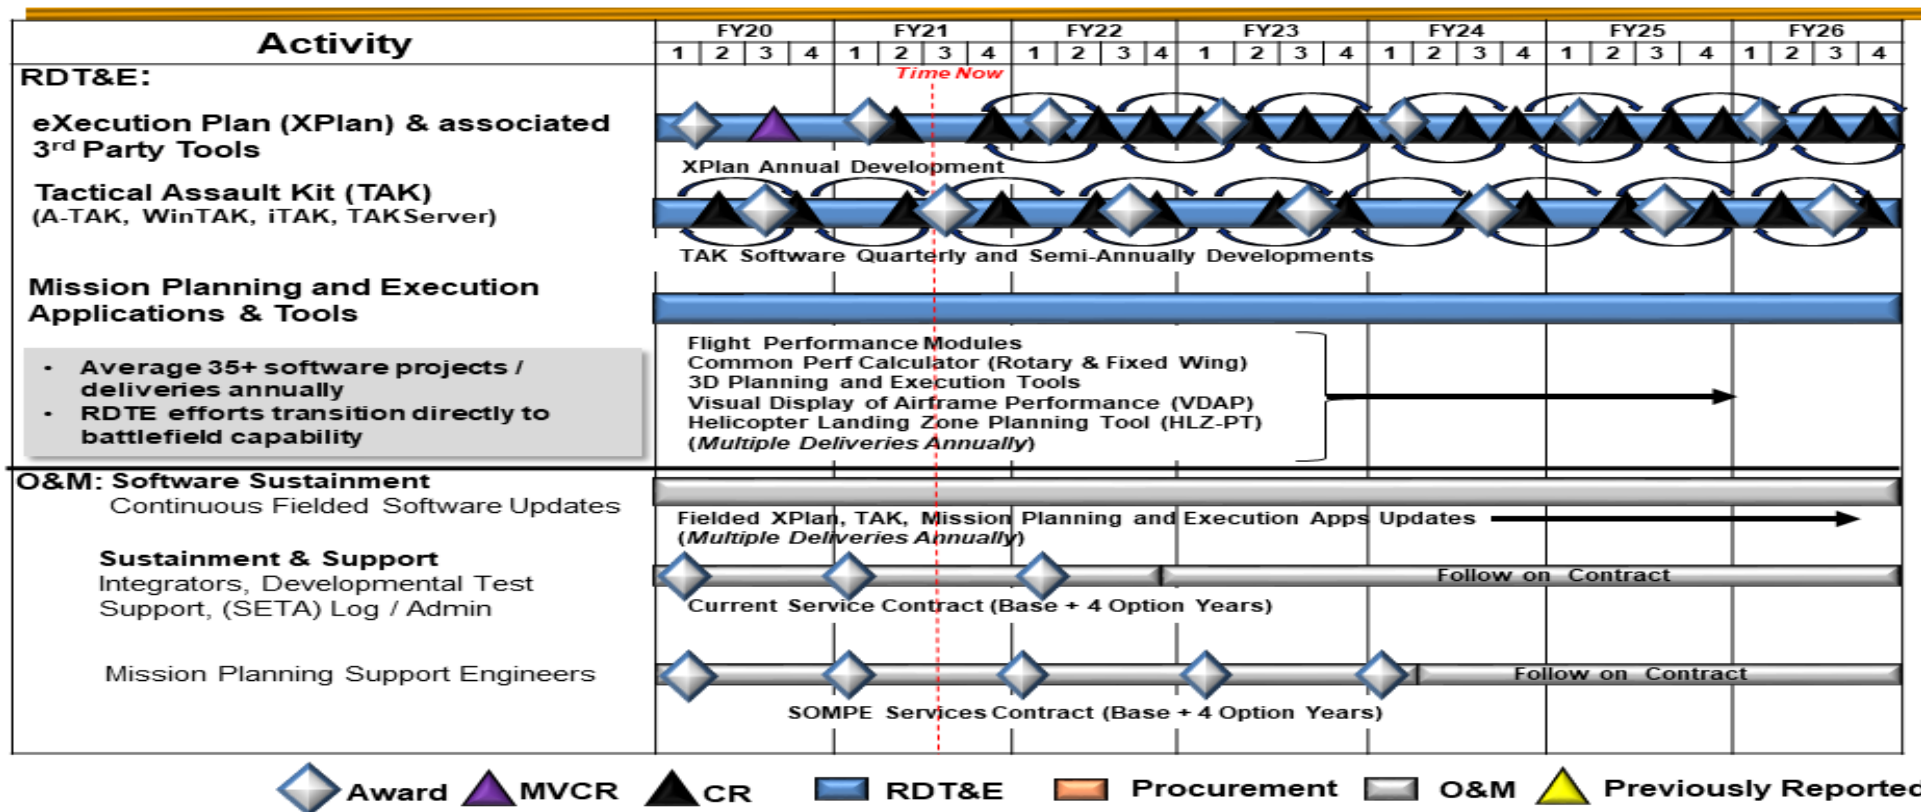 Activity
FY20 FY21 FY22 FY23 FY24 FY25 FY26
1 2 3 4 1 2 3 4 1 2 3 4 1 2 3 4 1 2 3 4 1 2 3 4 1 2 3 4
RDT&E:
Time Now
eXecution Plan (XPlan) & associated
3rd Party Tools
XPlan Annual Development
Tactical Assault Kit (TAK)
(A-TAK, WinTAK, iTAK, TAKServer)
TAK Software Quarterly and Semi-Annually Developments
Mission Planning and Execution
Applications & Tools
• Average 35+ software projects /
deliveries annually
• RDTE efforts transition directly to
battlefield capability
Flight Performance Modules
Common Perf Calculator (Rotary & Fixed Wing)
3D Planning and Execution Tools
Visual Display of Airframe Performance (VDAP)
Helicopter Landing Zone Planning Tool (HLZ-PT)
(Multiple Deliveries Annually)
O&M: Software Sustainment
Continuous Fielded Software Updates
Fielded XPlan, TAK, Mission Planning and Execution Apps Updates
(Multiple Deliveries Annually)
Sustainment & Support
Integrators, Developmental Test
Support, (SETA) Log / Admin
Follow on Contract
Current Service Contract (Base + 4 Option Years)
Mission Planning Support Engineers
Follow on Contract
SOMPE Services Contract (Base + 4 Option Years)
Award MVCR CR RDT&E Procurement O&M Previously Reported